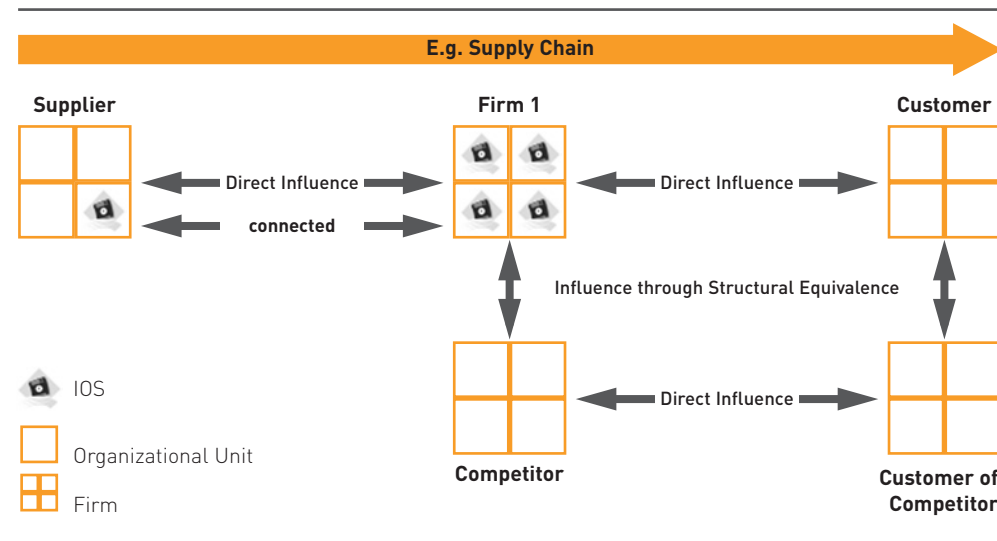 E.g. Supply Chain
Supplier
Firm 1
Customer
Direct Influence
Direct Influence
connected
Influence through Structural Equivalence
IOS
Direct Influence
Organizational Unit
Competitor
Customer of
Competitor
Firm